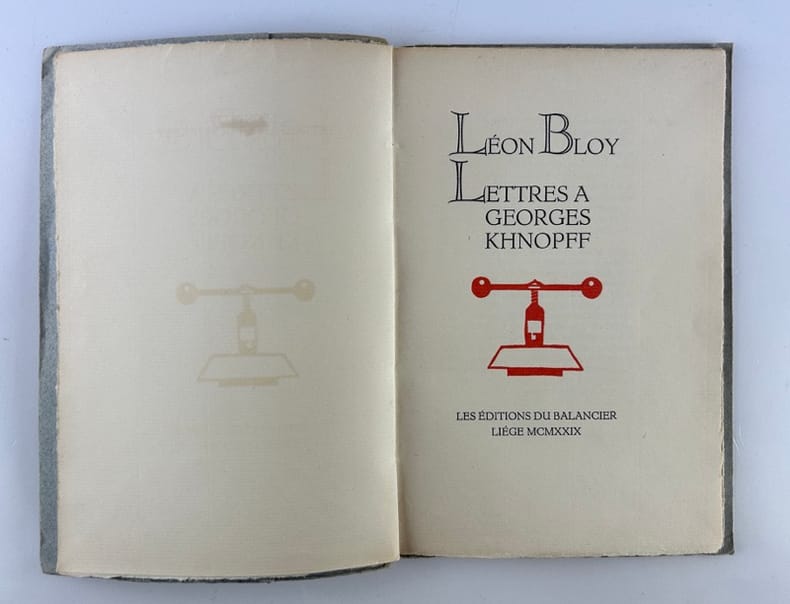 LÉON BLOY
LETTRES A
GEORGES
KHNOPFF
LES ÉDITIONS DU BALANCIER
LIÉGE MCMXXIX